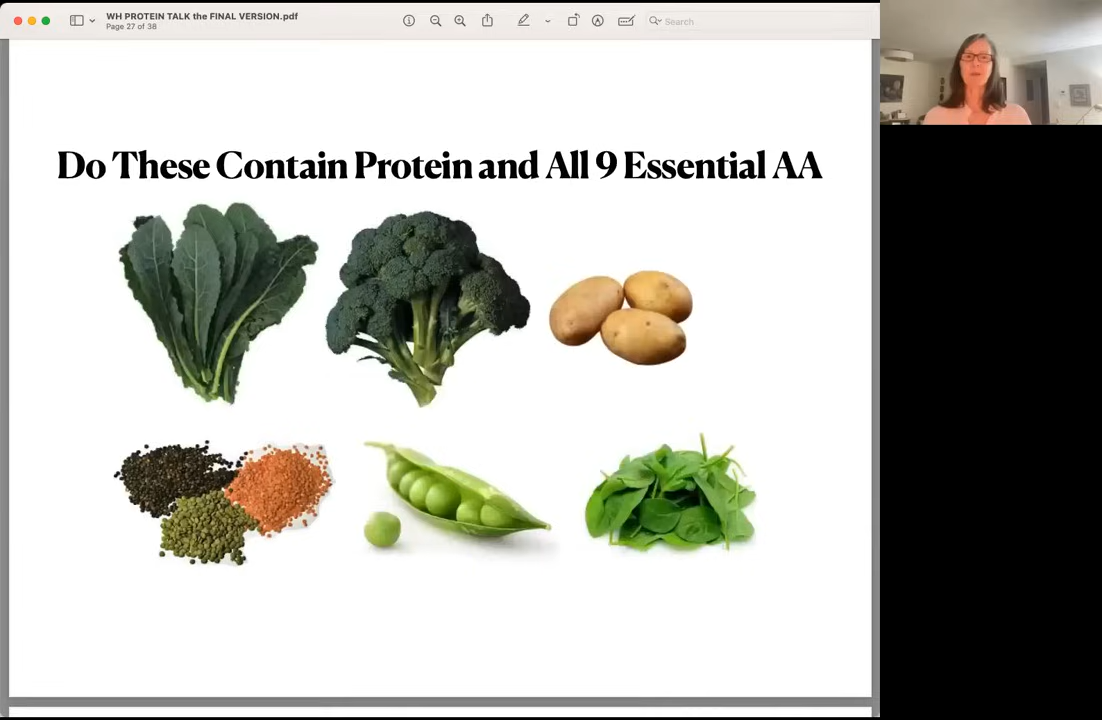 WH PROTEIN TALK the FINAL VERSION.pdf
Page 27 of 38
Search
Do These Contain Protein and All 9 Essential AA